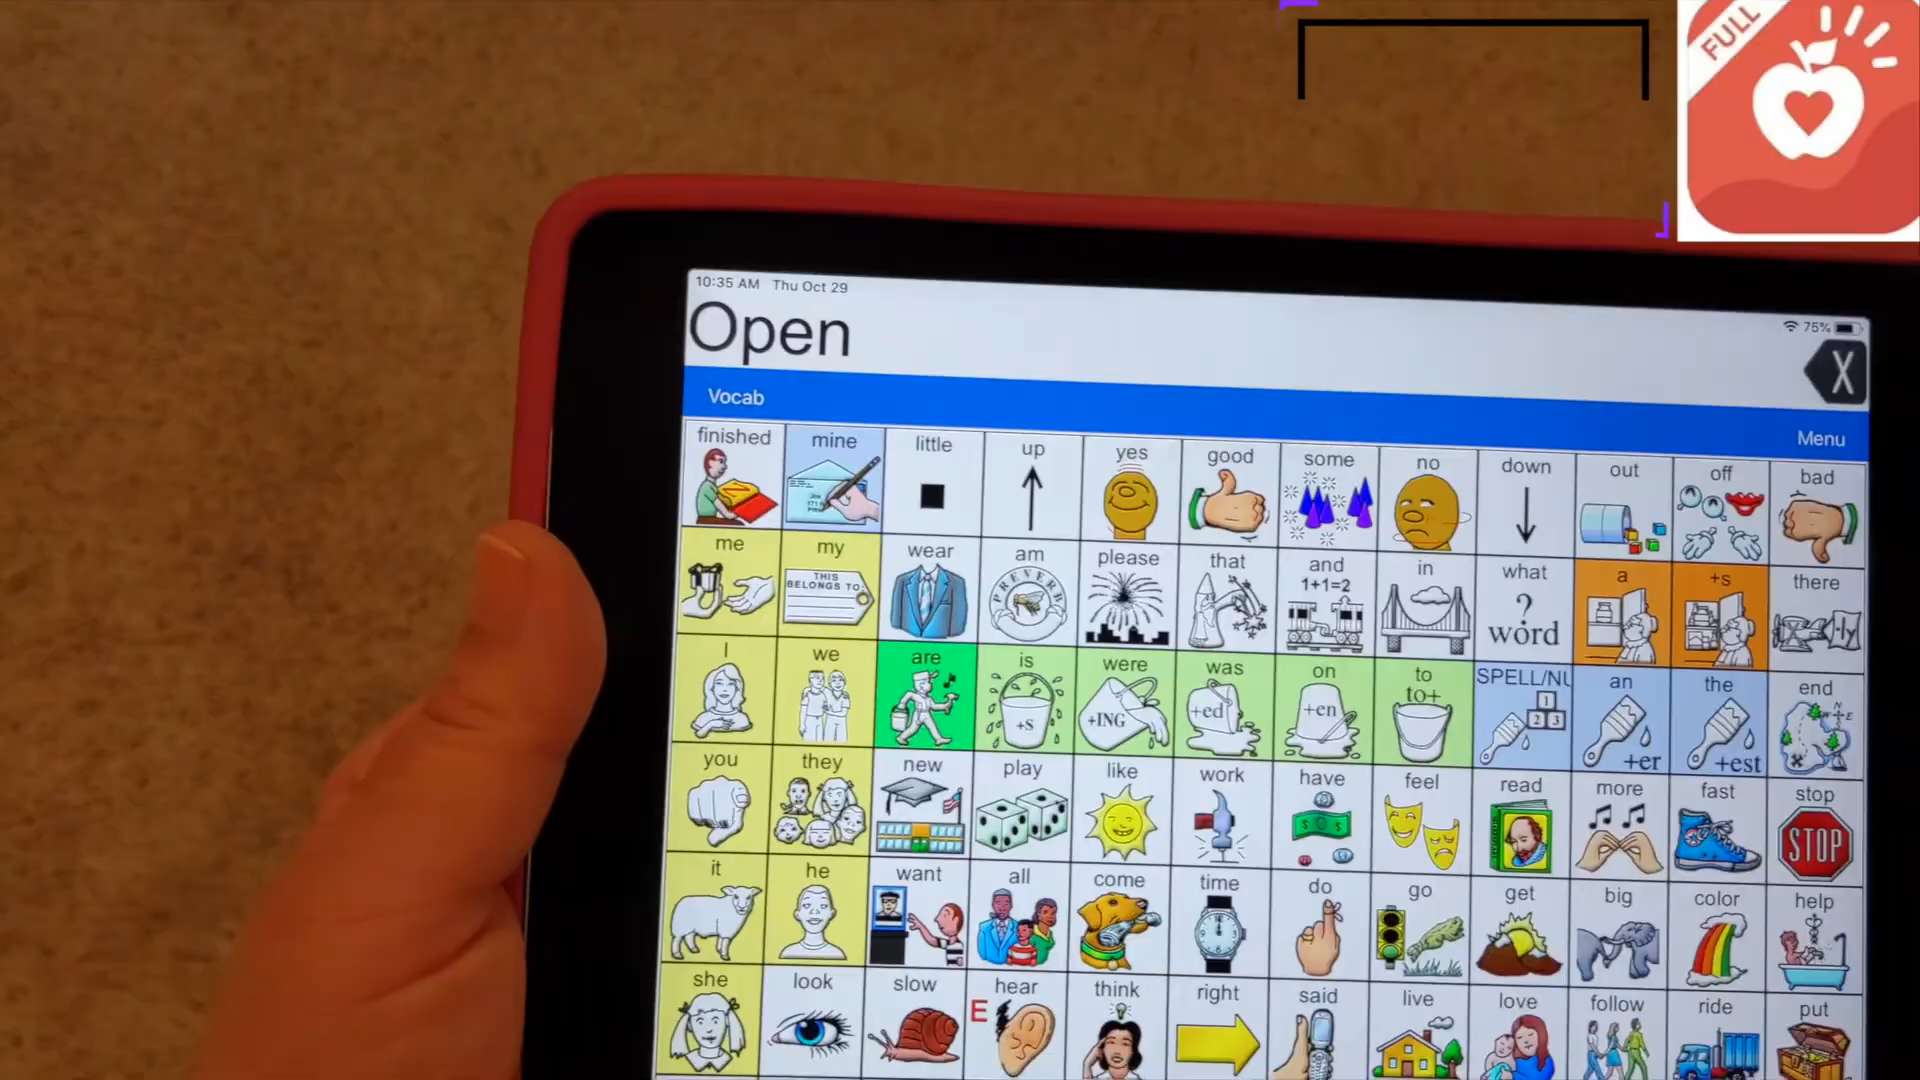 FULL
10:35 AM Thu Oct 29
75%
Open
X
Vocab
Menu
finished mine little up yes good some no down out off bad
me my wear am please that and in what a +s there
THIS BELONGS TO:
PREVERB
1+1=2
?
word
-ly
I we are is were was on to SPELL/NU an the end
+s +ING +ed +en to+ 1 2 3 +er +est
N
W E
S
X
you they new play like work have feel read more fast stop
STOP
it he want all come time do go get big color help
she look slow hear think right said live love follow ride put
E